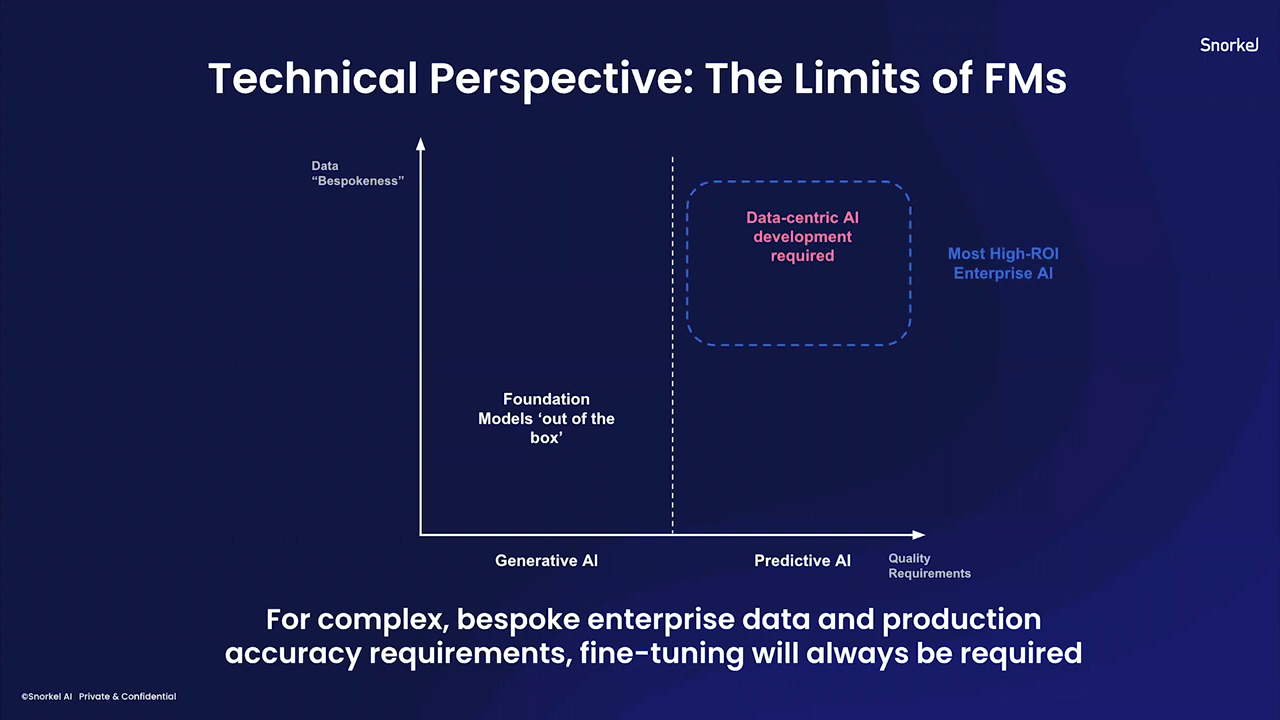 Snorkel
Technical Perspective: The Limits of FMs
Data
“Bespokeness”
Data-centric AI
development
required
Most High-ROI
Enterprise AI
Foundation
Models ‘out of the
box’
Generative AI
Predictive AI
Quality
Requirements
For complex, bespoke enterprise data and production
accuracy requirements, fine-tuning will always be required
©Snorkel AI Private & Confidential